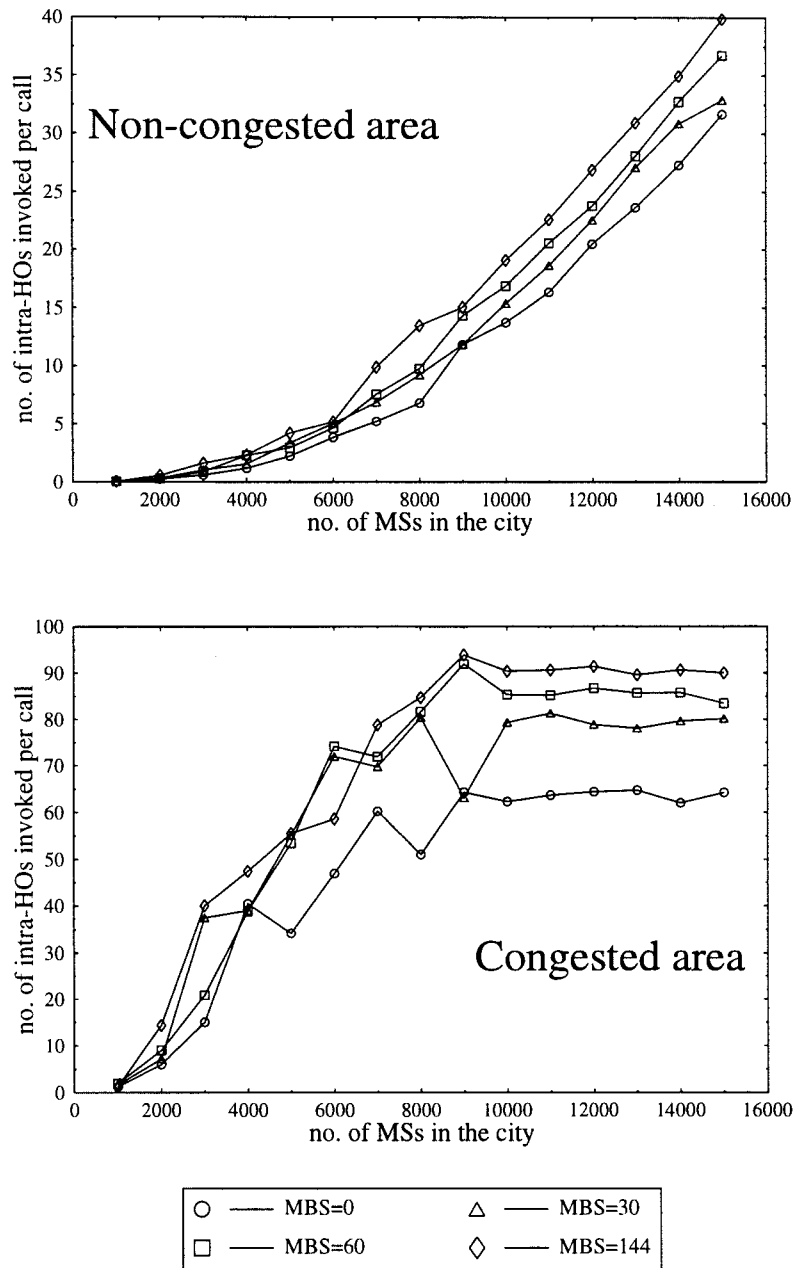 40
35
30
25
20
15
10
5
0
no. of intra-HOs invoked per call
Non-congested area
0 2000 4000 6000 8000 10000 12000 14000 16000
no. of MSs in the city
100
90
80
70
60
50
40
30
20
10
0
no. of intra-HOs invoked per call
Congested area
0 2000 4000 6000 8000 10000 12000 14000 16000
no. of MSs in the city
MBS=0 MBS=30
MBS=60 MBS=144